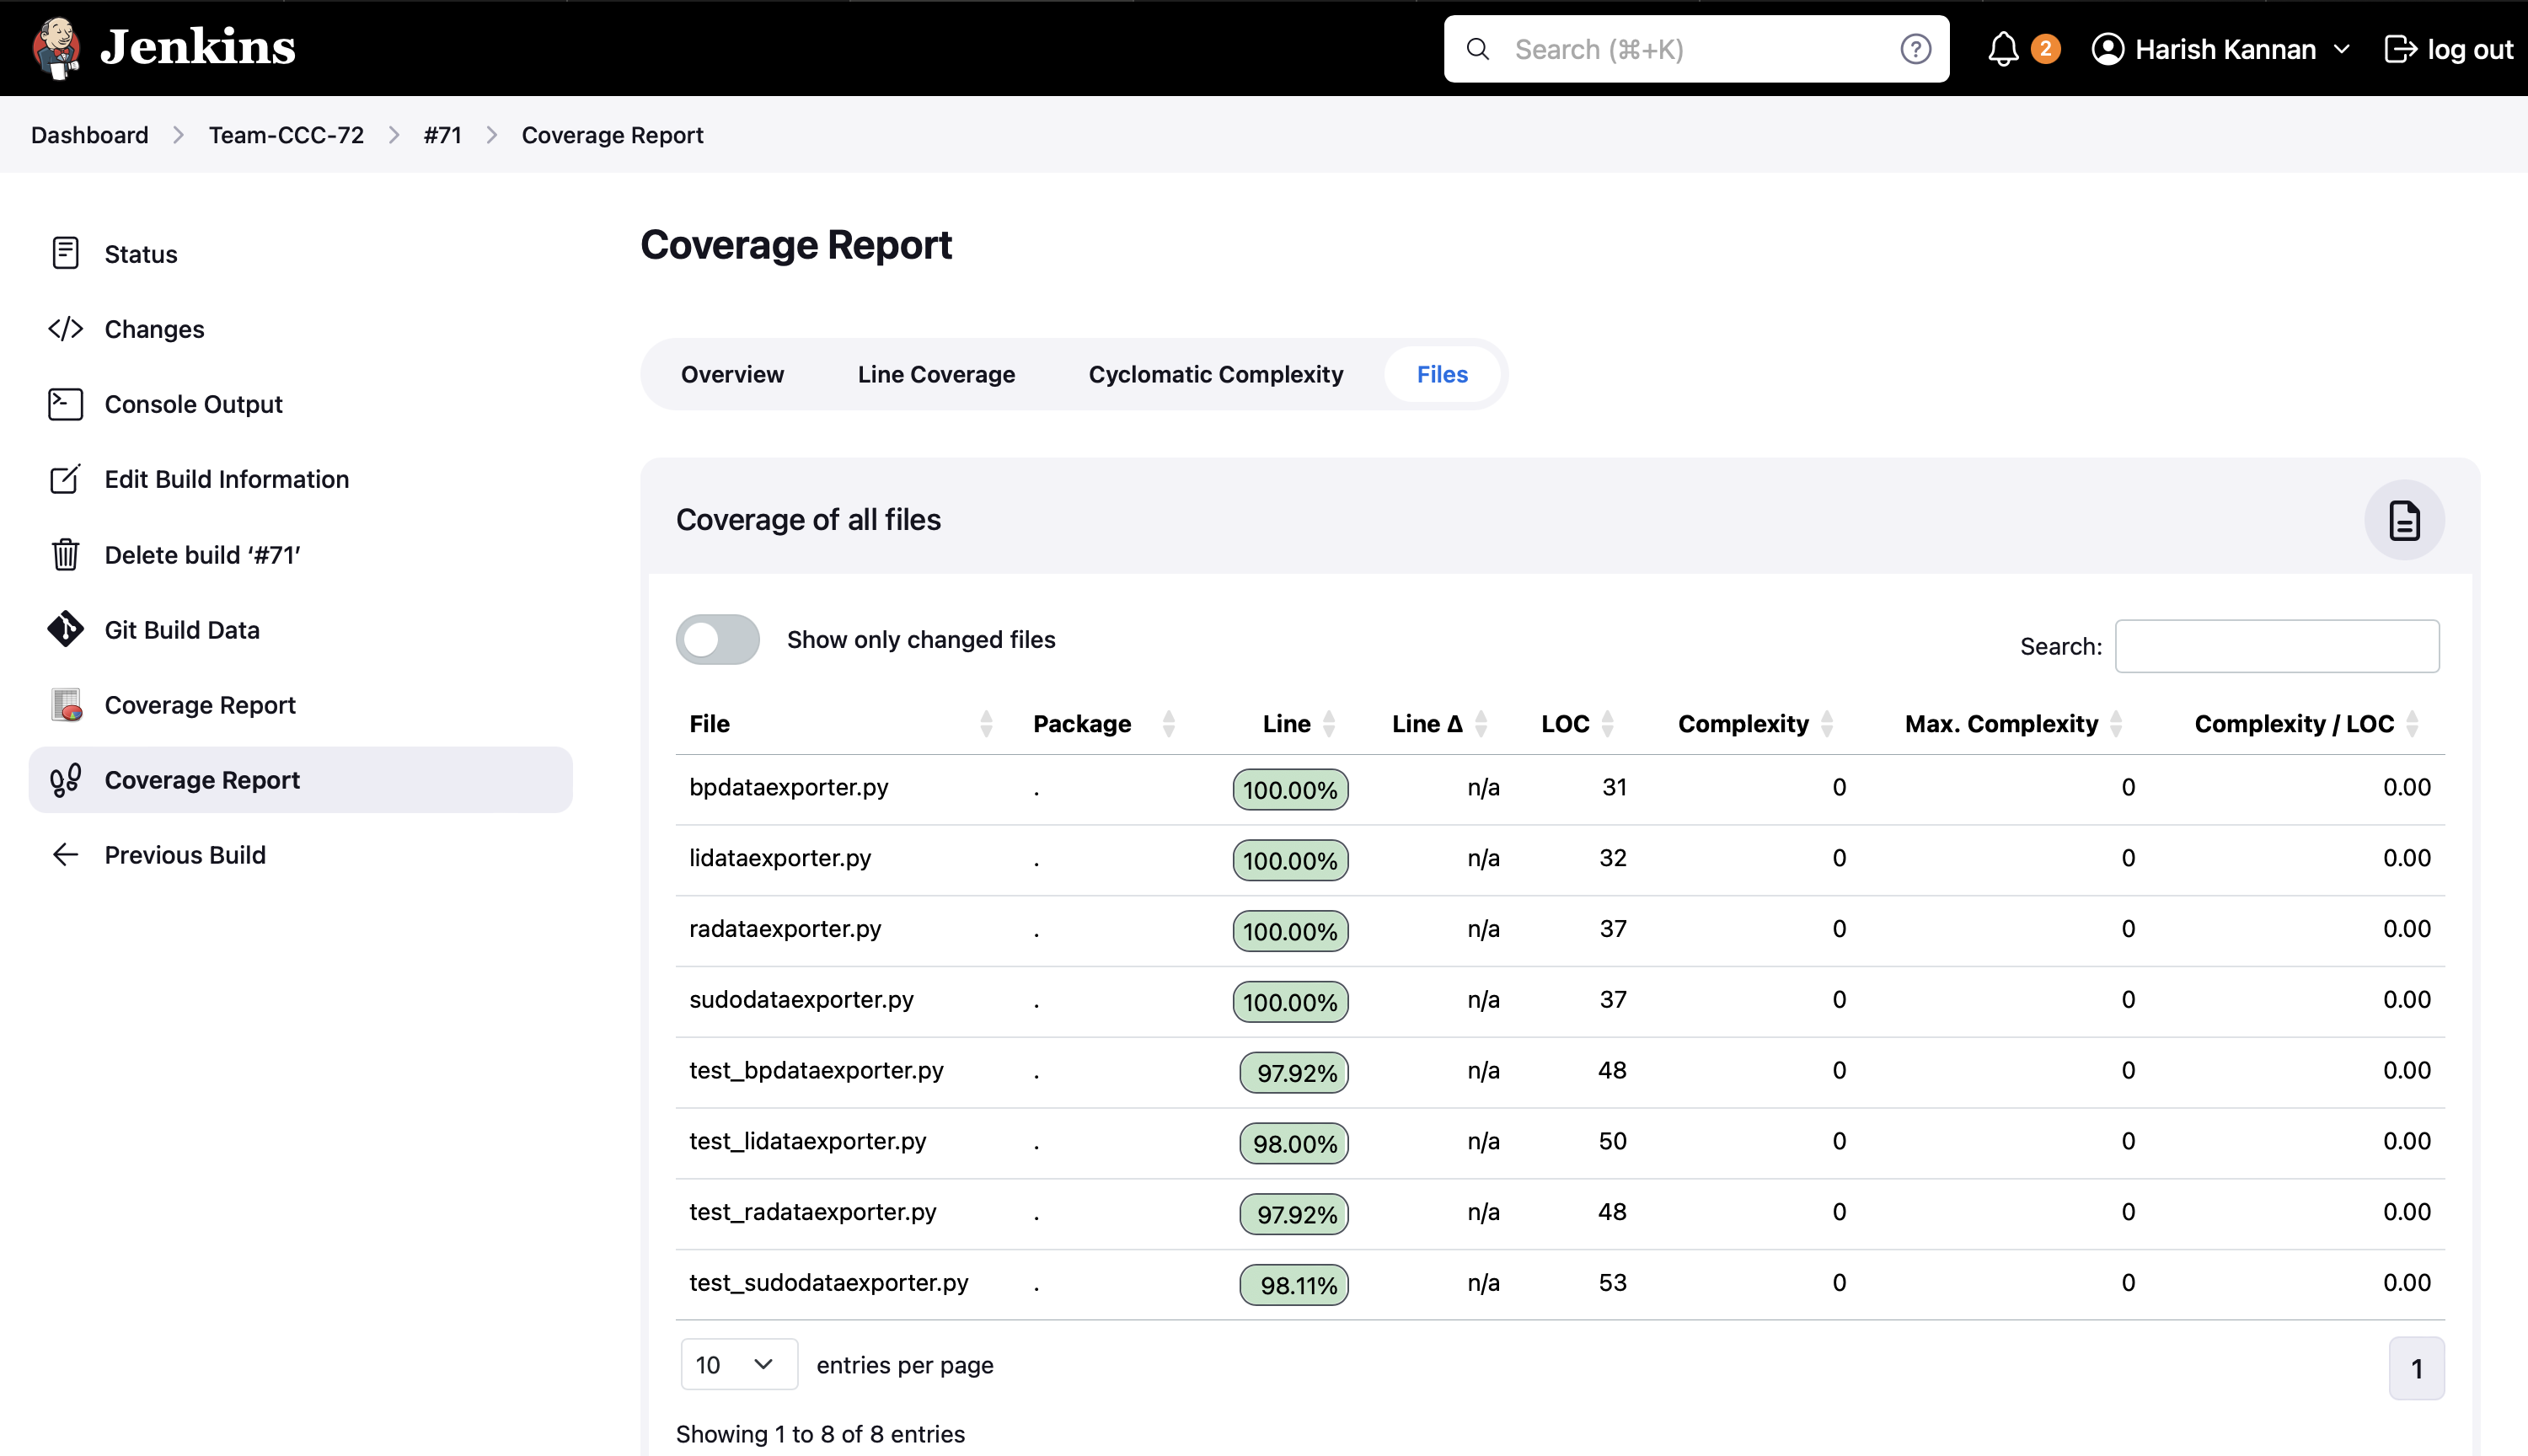 Jenkins
Search (⌘+K)
2
Harish Kannan
log out
Dashboard
Team-CCC-72
#71
Coverage Report
Status
Changes
Console Output
Edit Build Information
Delete build ‘#71’
Git Build Data
Coverage Report
Coverage Report
Previous Build
Coverage Report
Overview Line Coverage Cyclomatic Complexity Files
Coverage of all files
Show only changed files
Search:
File Package Line Line Δ LOC Complexity Max. Complexity Complexity / LOC
bpdataexporter.py . 100.00% n/a 31 0 0 0.00
lidataexporter.py . 100.00% n/a 32 0 0 0.00
radataexporter.py . 100.00% n/a 37 0 0 0.00
sudodataexporter.py . 100.00% n/a 37 0 0 0.00
test_bpdataexporter.py . 97.92% n/a 48 0 0 0.00
test_lidataexporter.py . 98.00% n/a 50 0 0 0.00
test_radataexporter.py . 97.92% n/a 48 0 0 0.00
test_sudodataexporter.py . 98.11% n/a 53 0 0 0.00
10 entries per page
1
Showing 1 to 8 of 8 entries